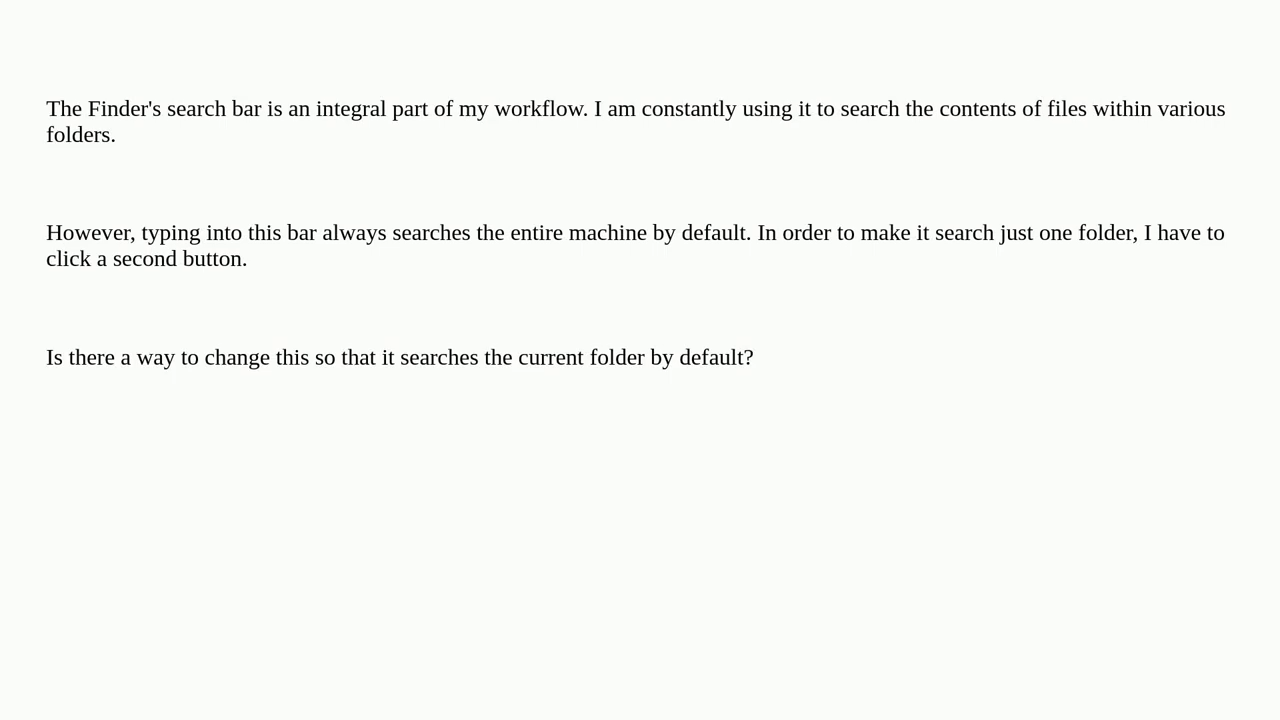 The Finder's search bar is an integral part of my workflow. I am constantly using it to search the contents of files within various
folders.
However, typing into this bar always searches the entire machine by default. In order to make it search just one folder, I have to
click a second button.
Is there a way to change this so that it searches the current folder by default?